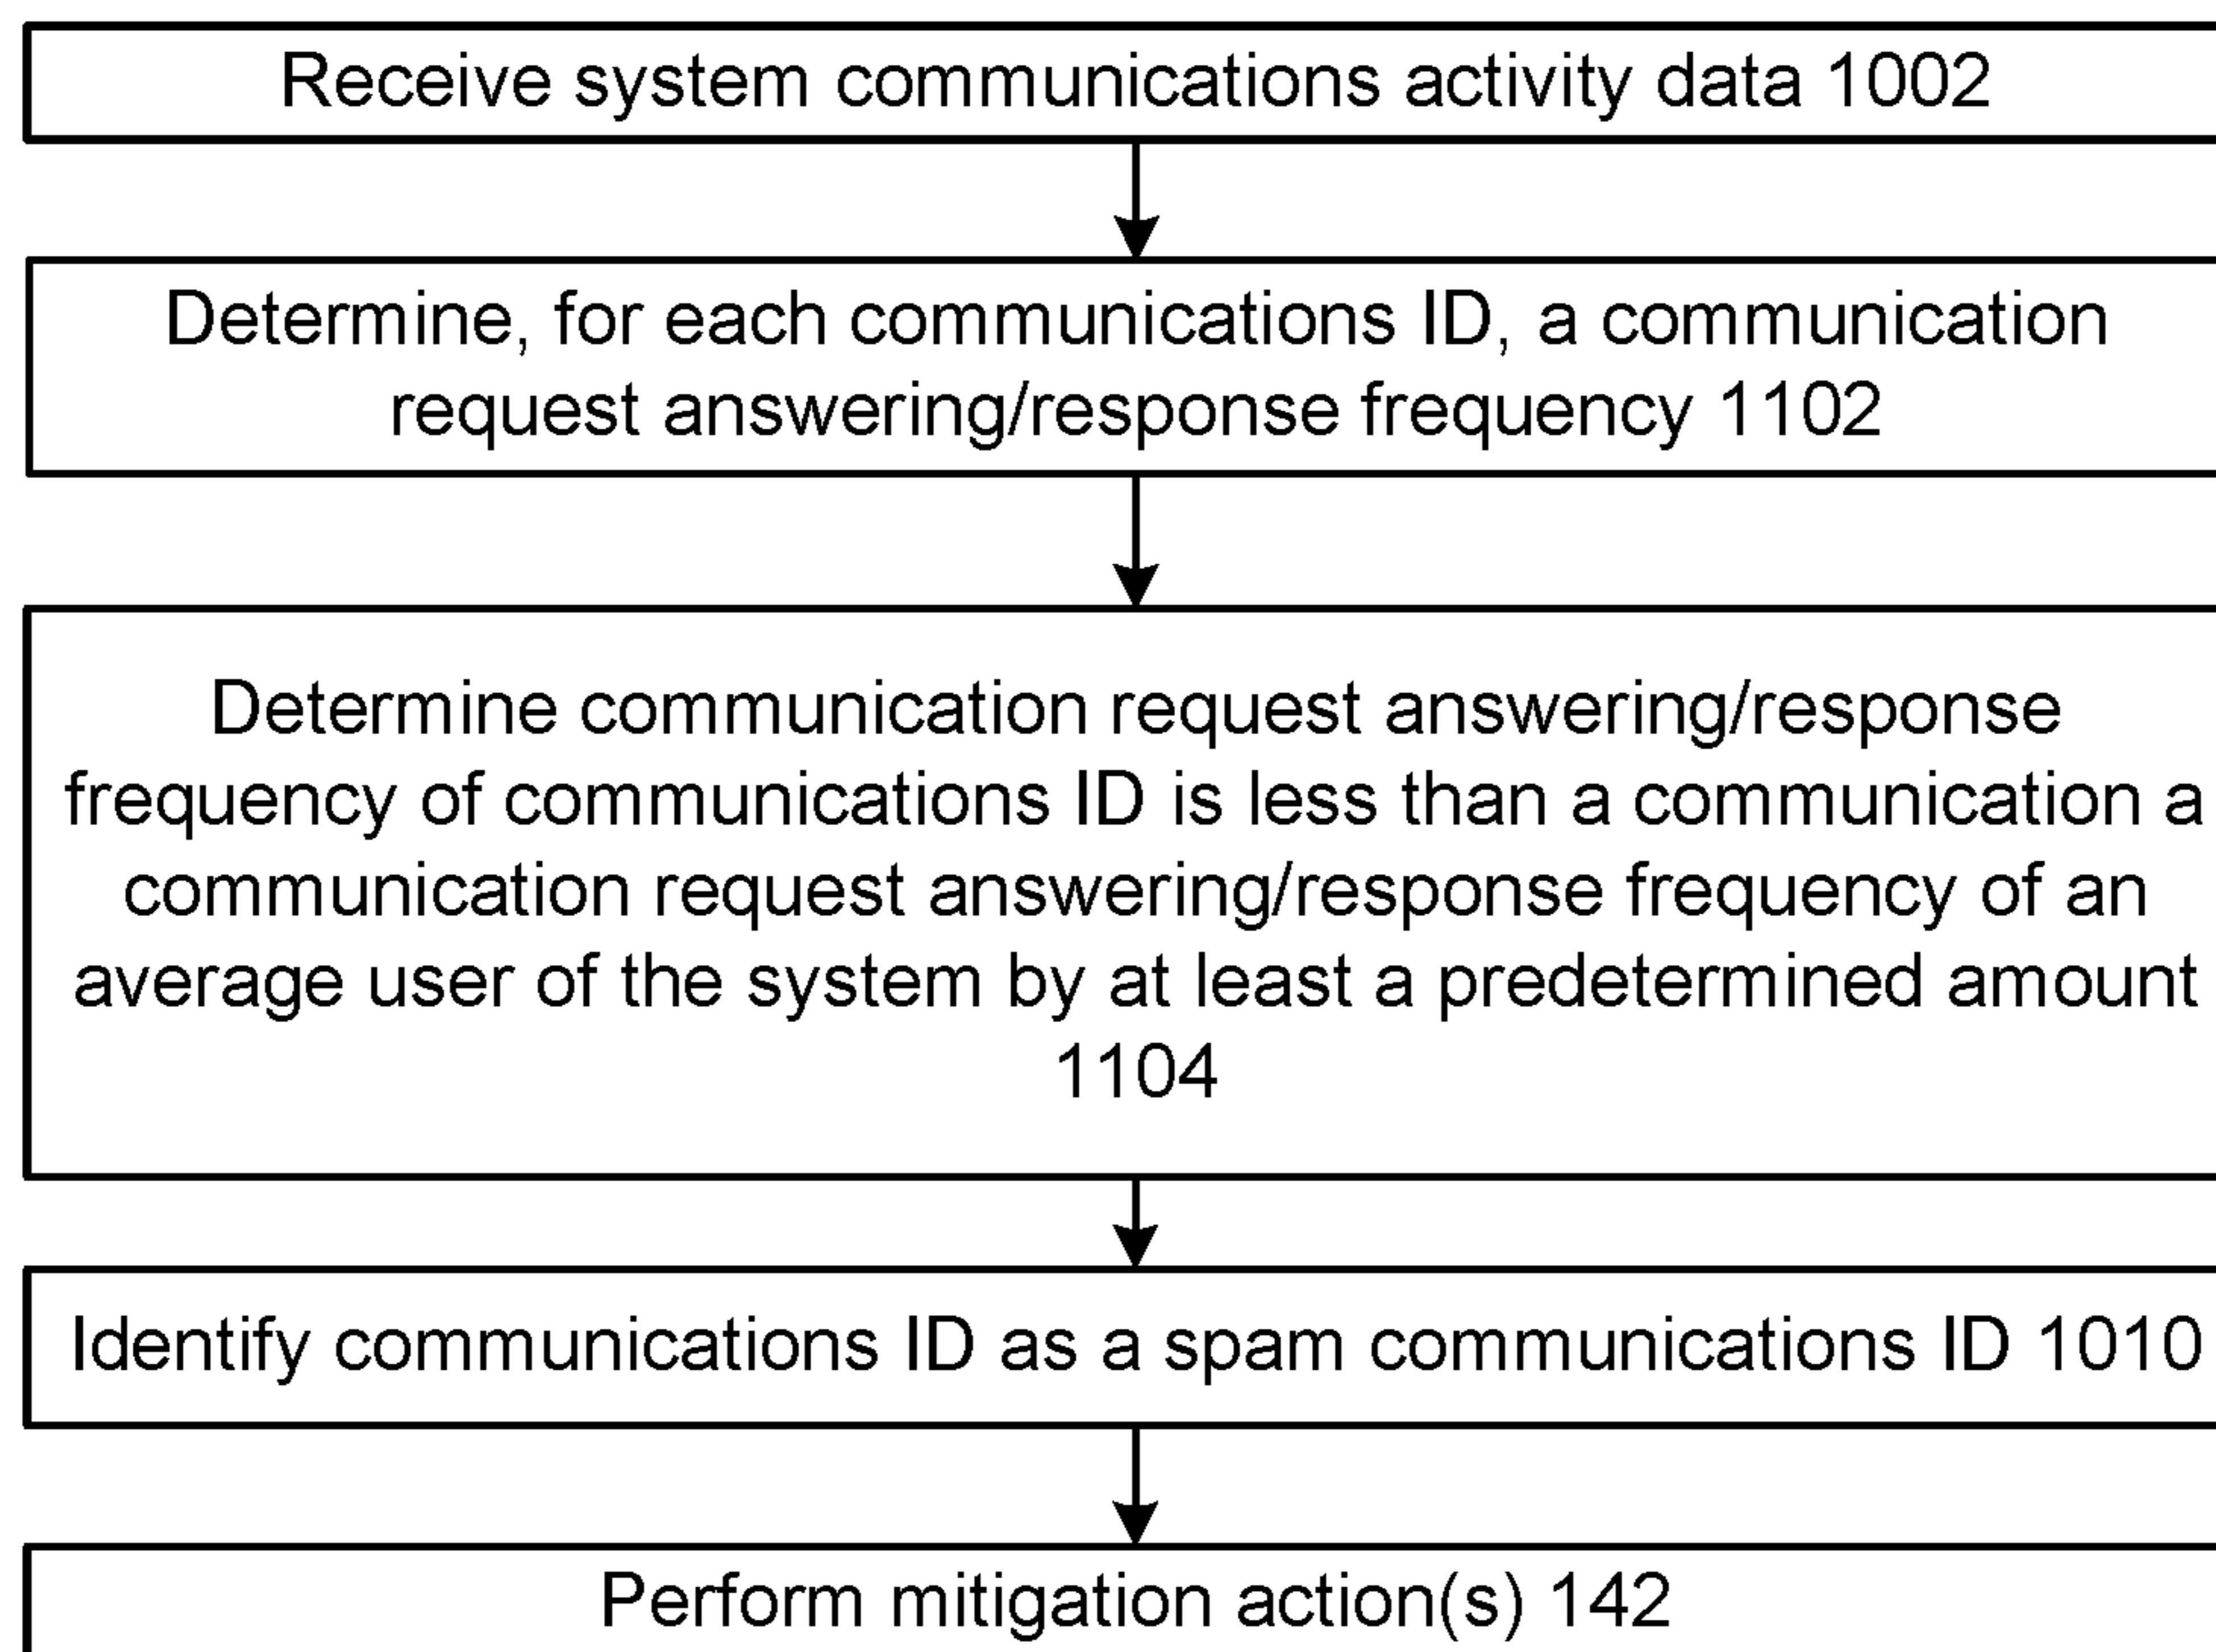 Receive system communications activity data 1002
Determine, for each communications ID, a communication
request answering/response frequency 1102
Determine communication request answering/response
frequency of communications ID is less than a communication a
communication request answering/response frequency of an
average user of the system by at least a predetermined amount
1104
Identify communications ID as a spam communications ID 1010
Perform mitigation action(s) 142